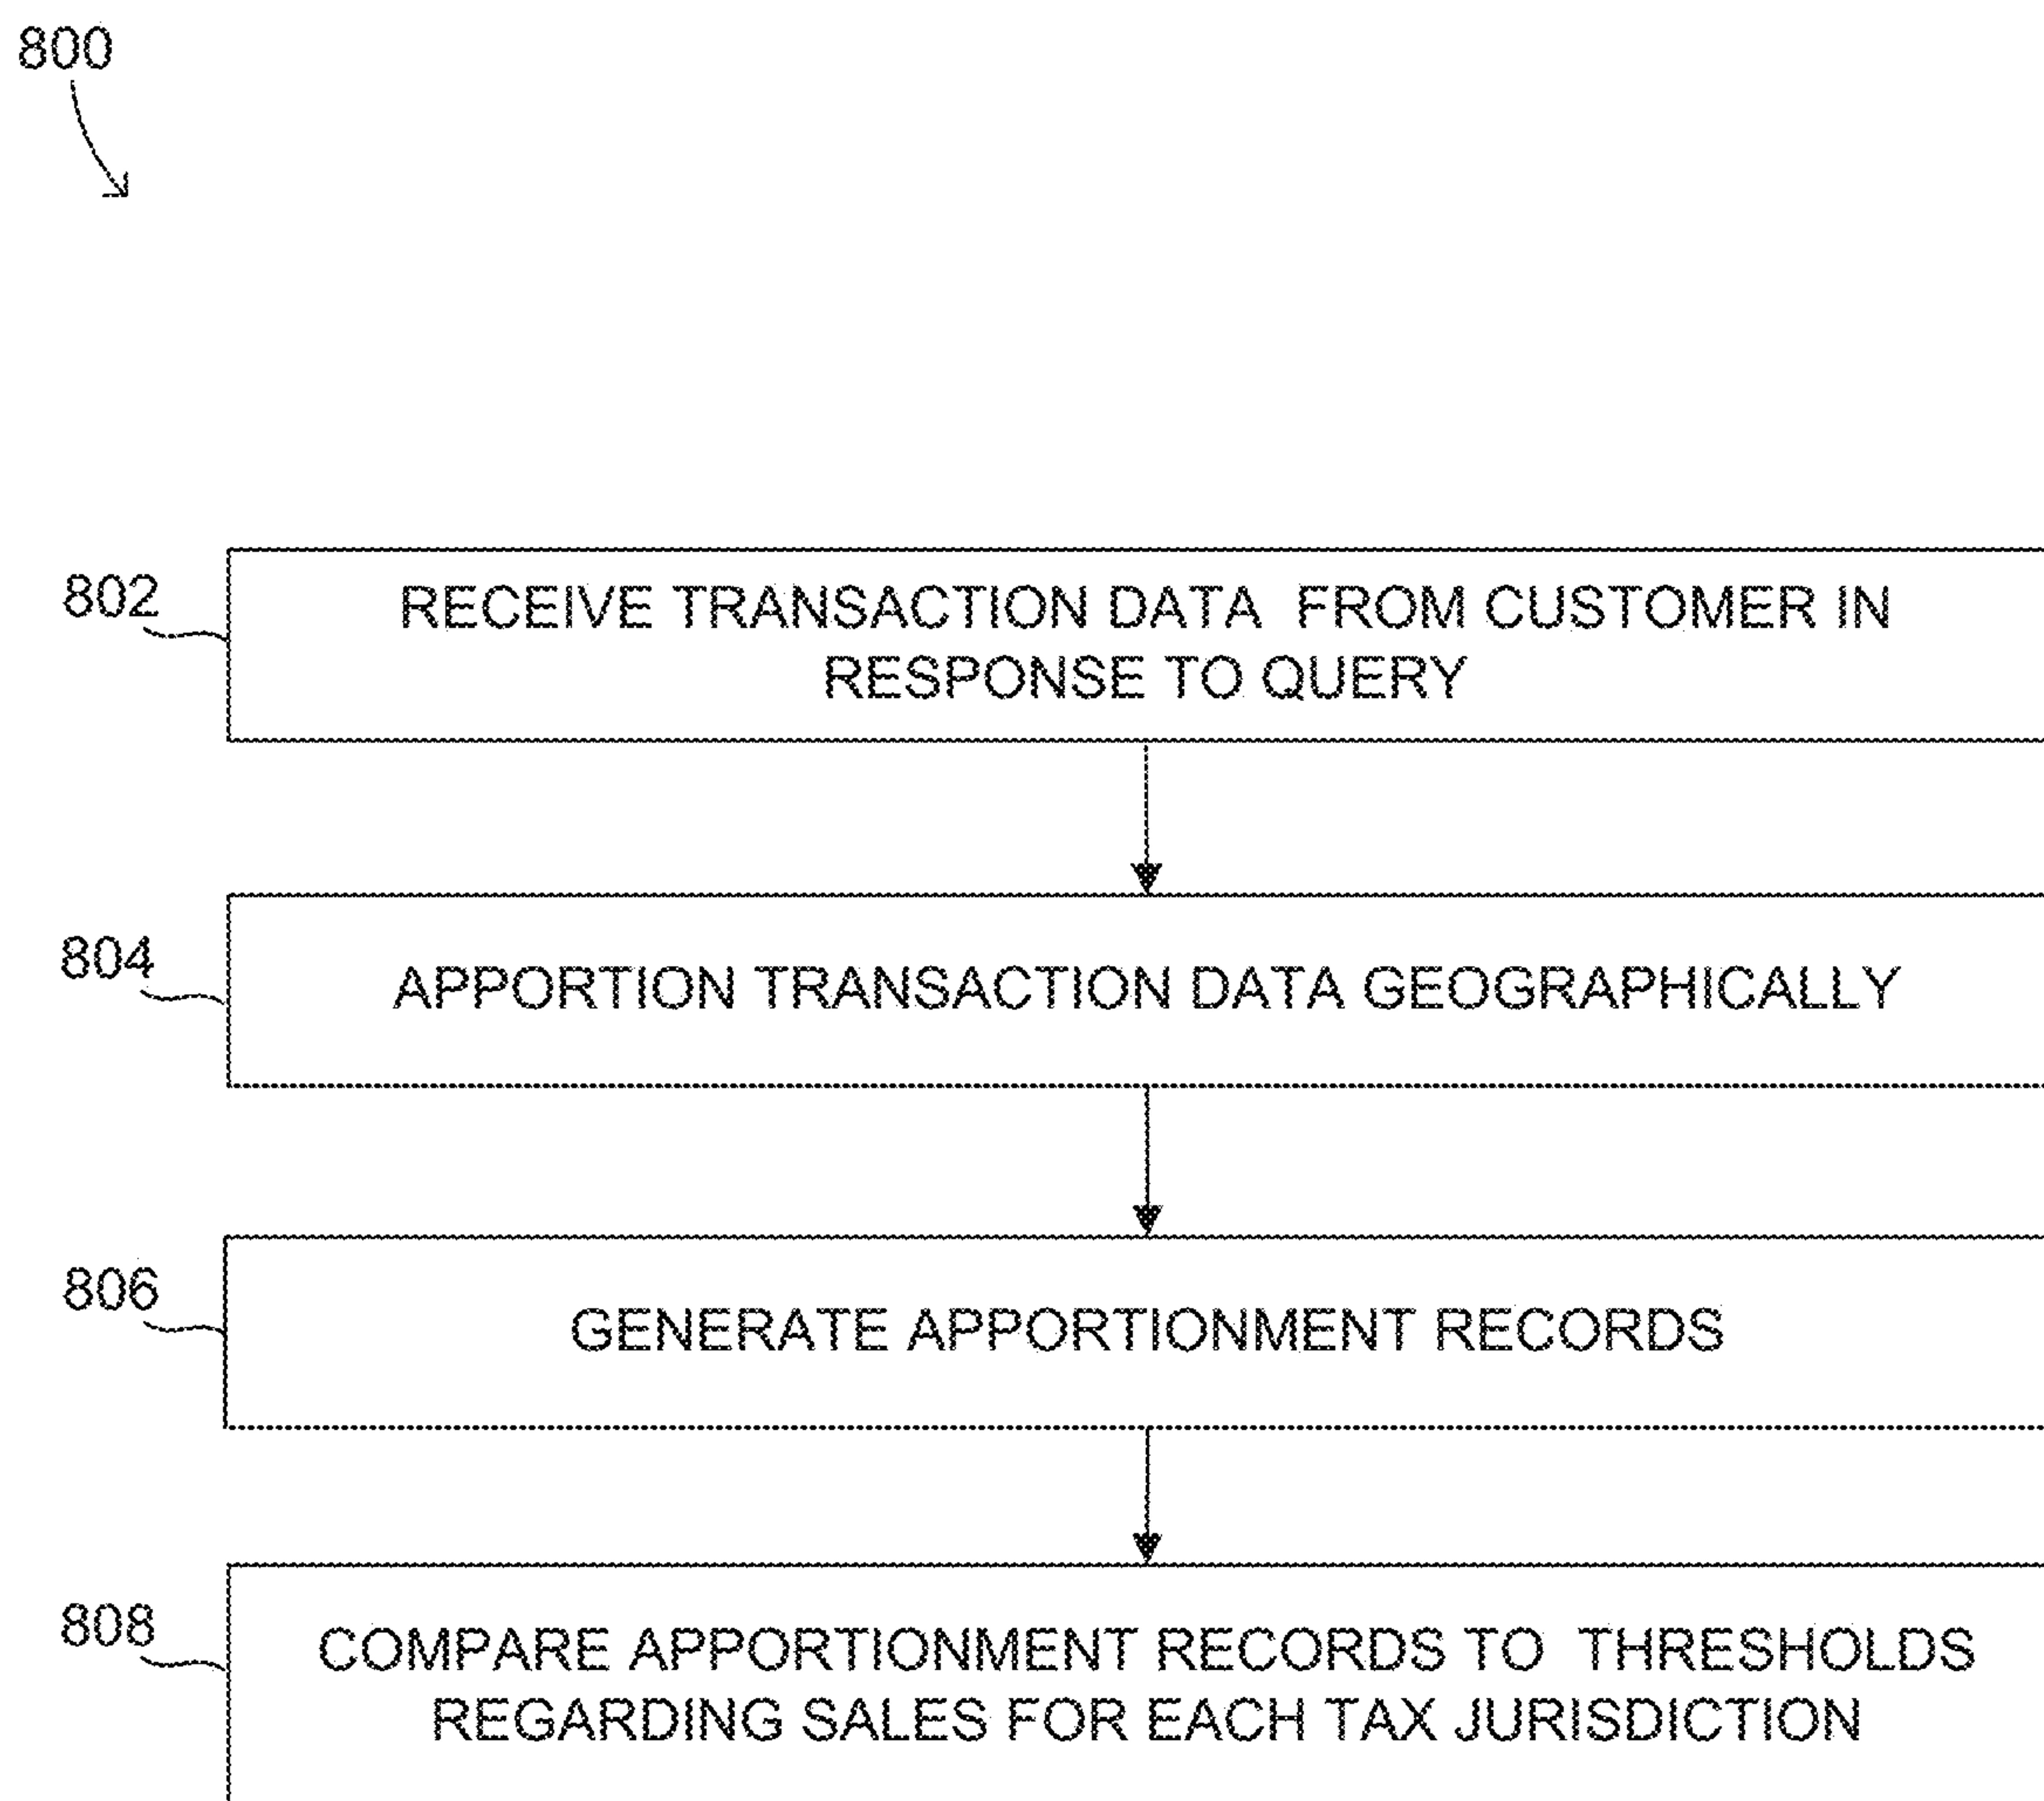 800
802
RECEIVE TRANSACTION DATA FROM CUSTOMER IN
RESPONSE TO QUERY
804
APPORTION TRANSACTION DATA GEOGRAPHICALLY
806
GENERATE APPORTIONMENT RECORDS
808
COMPARE APPORTIONMENT RECORDS TO THRESHOLDS
REGARDING SALES FOR EACH TAX JURISDICTION